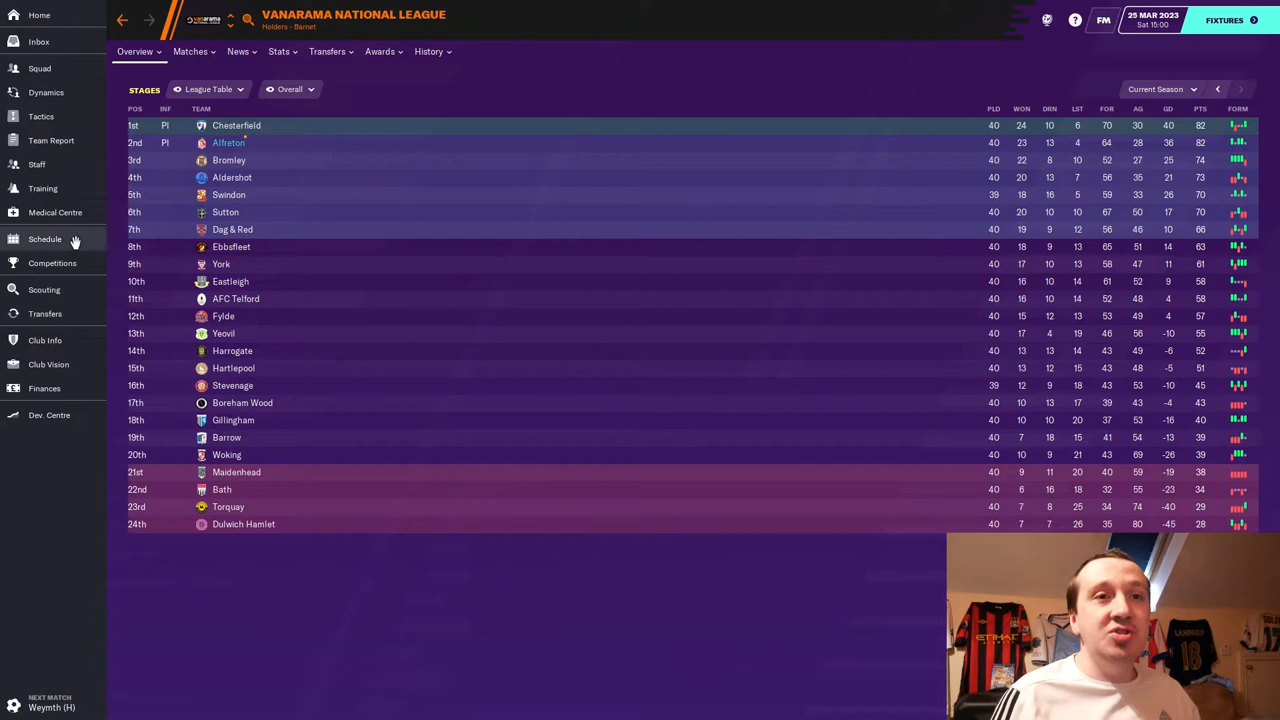 Home
Inbox
Squad
Dynamics
Tactics
Team Report
Staff
Training
Medical Centre
Schedule
Competitions
Scouting
Transfers
Club Info
Club Vision
Finances
Dev. Centre
NEXT MATCH
Weymth (H)
vanarama
VANARAMA NATIONAL LEAGUE
Holders - Barnet
?
FM
25 MAR 2023
Sat 15:00
FIXTURES
Overview Matches News Stats Transfers Awards History
STAGES League Table Overall Current Season
POS INF TEAM PLD WON DRN LST FOR AG GD PTS FORM
1st Pl Chesterfield 40 24 10 6 70 30 40 82
2nd Pl Alfreton 40 23 13 4 64 28 36 82
3rd Bromley 40 22 8 10 52 27 25 74
4th Aldershot 40 20 13 7 56 35 21 73
5th Swindon 39 18 16 5 59 33 26 70
6th Sutton 40 20 10 10 67 50 17 70
7th Dag & Red 40 19 9 12 56 46 10 66
8th Ebbsfleet 40 18 9 13 65 51 14 63
9th York 40 17 10 13 58 47 11 61
10th Eastleigh 40 16 10 14 61 52 9 58
11th AFC Telford 40 16 10 14 52 48 4 58
12th Fylde 40 15 12 13 53 49 4 57
13th Yeovil 40 17 4 19 46 56 -10 55
14th Harrogate 40 13 13 14 43 49 -6 52
15th Hartlepool 40 13 12 15 43 48 -5 51
16th Stevenage 39 12 9 18 43 53 -10 45
17th Boreham Wood 40 10 13 17 39 43 -4 43
18th Gillingham 40 10 10 20 37 53 -16 40
19th Barrow 40 7 18 15 41 54 -13 39
20th Woking 40 10 9 21 43 69 -26 39
21st Maidenhead 40 9 11 20 40 59 -19 38
22nd Bath 40 6 16 18 32 55 -23 34
23rd Torquay 40 7 8 25 34 74 -40 29
24th Dulwich Hamlet 40 7 7 26 35 80 -45 28
ETIHAD
LAMPARD
18